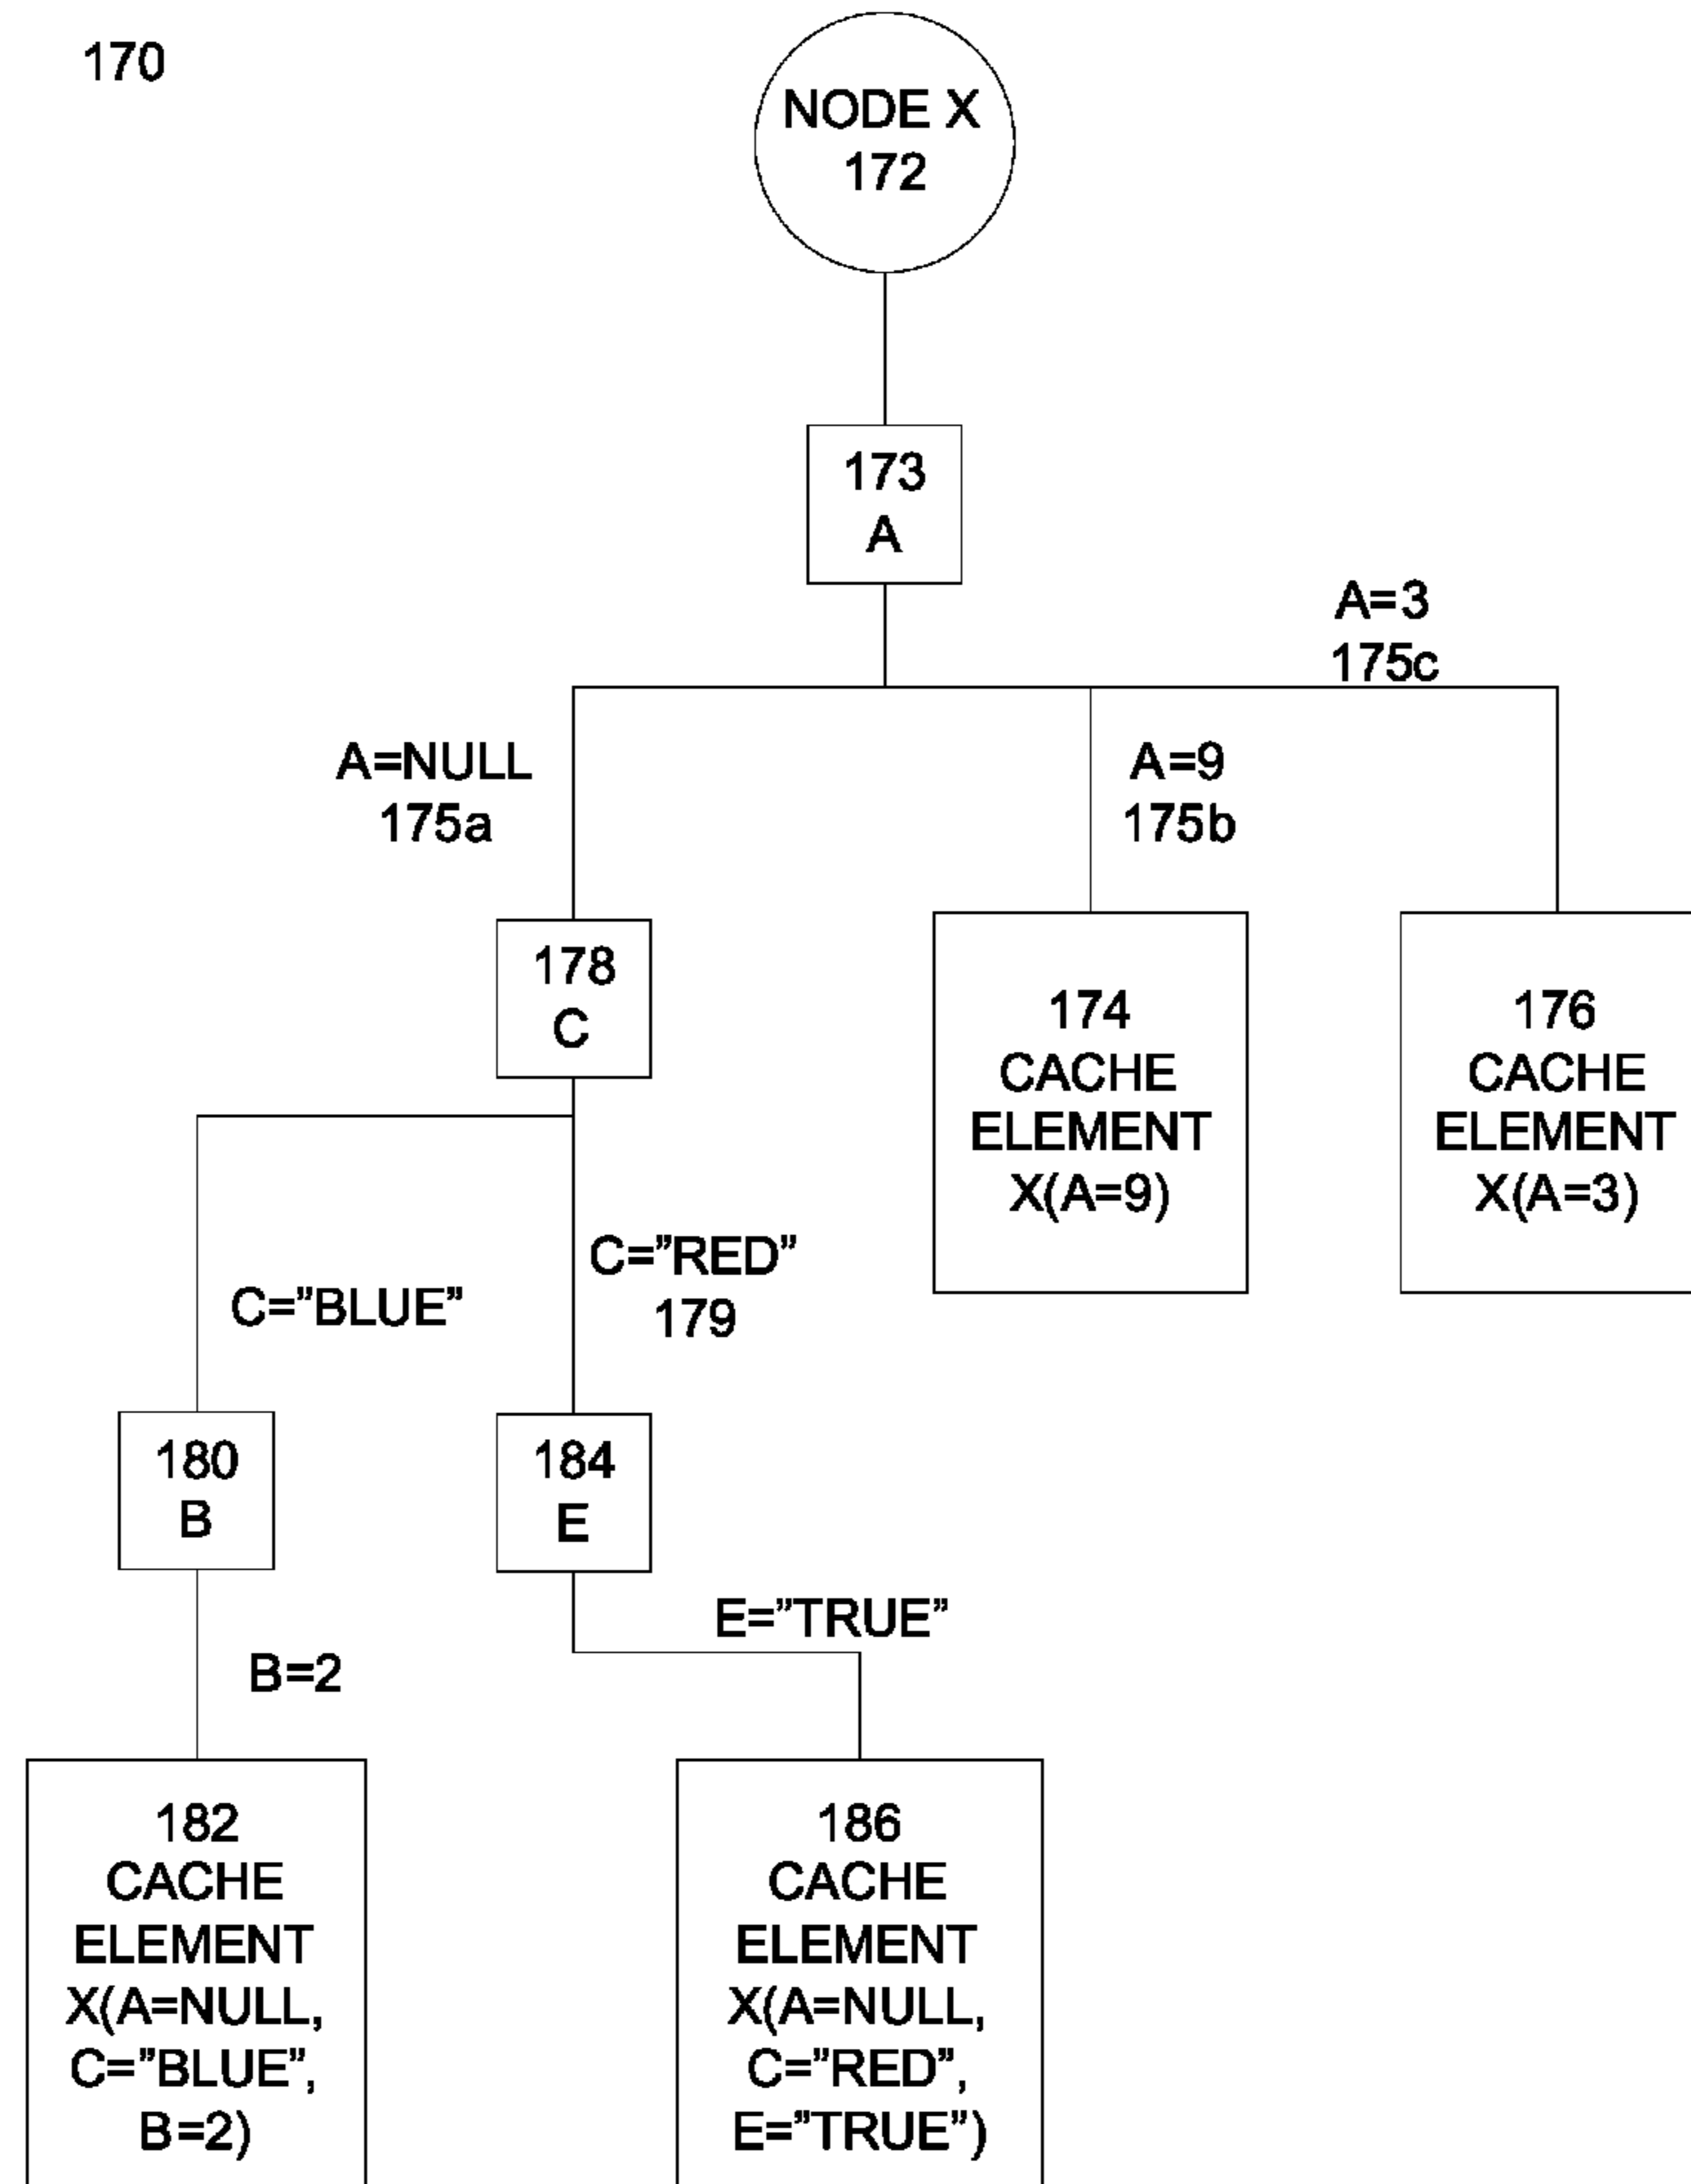 170
NODE X
172
173
A
A=3
175c
A=NULL
175a
A=9
175b
178
C
174
CACHE
ELEMENT
X(A=9)
176
CACHE
ELEMENT
X(A=3)
C=”RED”
179
C=”BLUE”
180
B
184
E
E=”TRUE”
B=2
182
CACHE
ELEMENT
X(A=NULL,
C=”BLUE”,
B=2)
186
CACHE
ELEMENT
X(A=NULL,
C=”RED”,
E=”TRUE”)